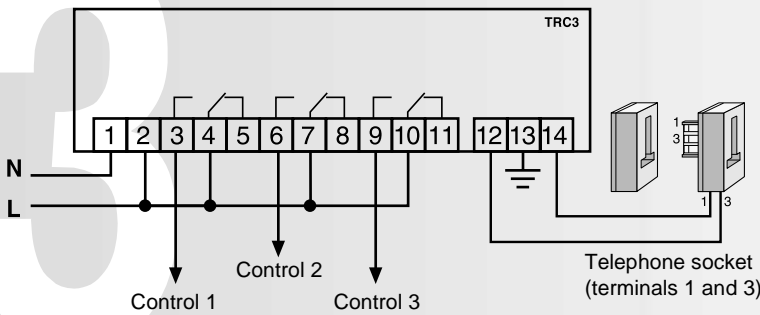 3
TRC3
1 2 3 4 5 6 7 8 9 10 11 12 13 14
1
3
N
L
1 3
Control 2
Telephone socket
(terminals 1 and 3)
Control 1
Control 3